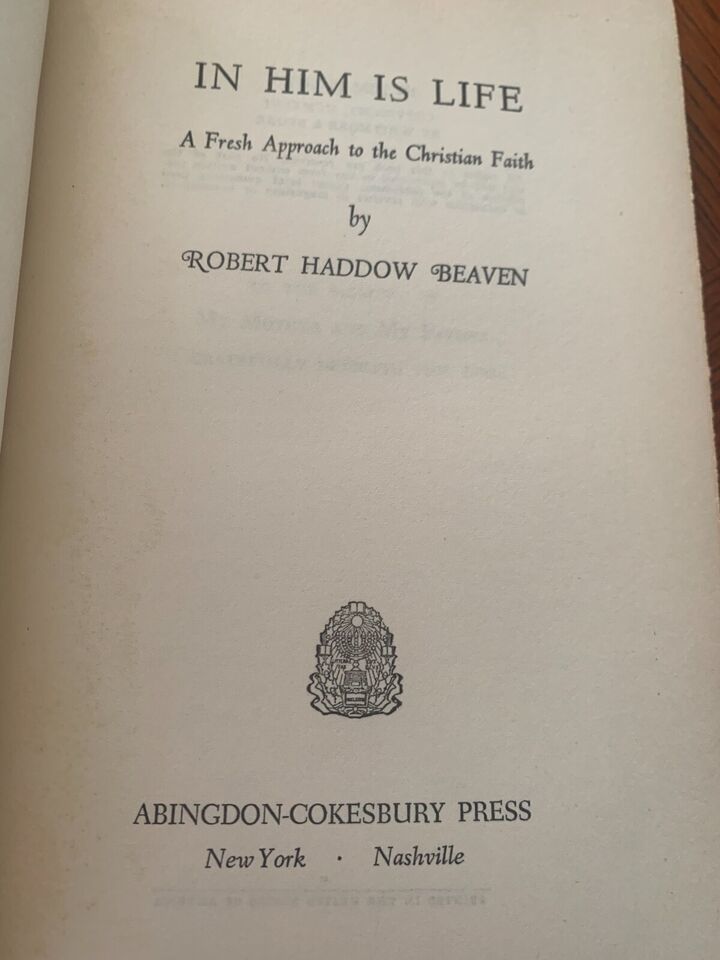 IN HIM IS LIFE
A Fresh Approach to the Christian Faith
by
ROBERT HADDOW BEAVEN
ABINGDON-COKESBURY PRESS
New York · Nashville